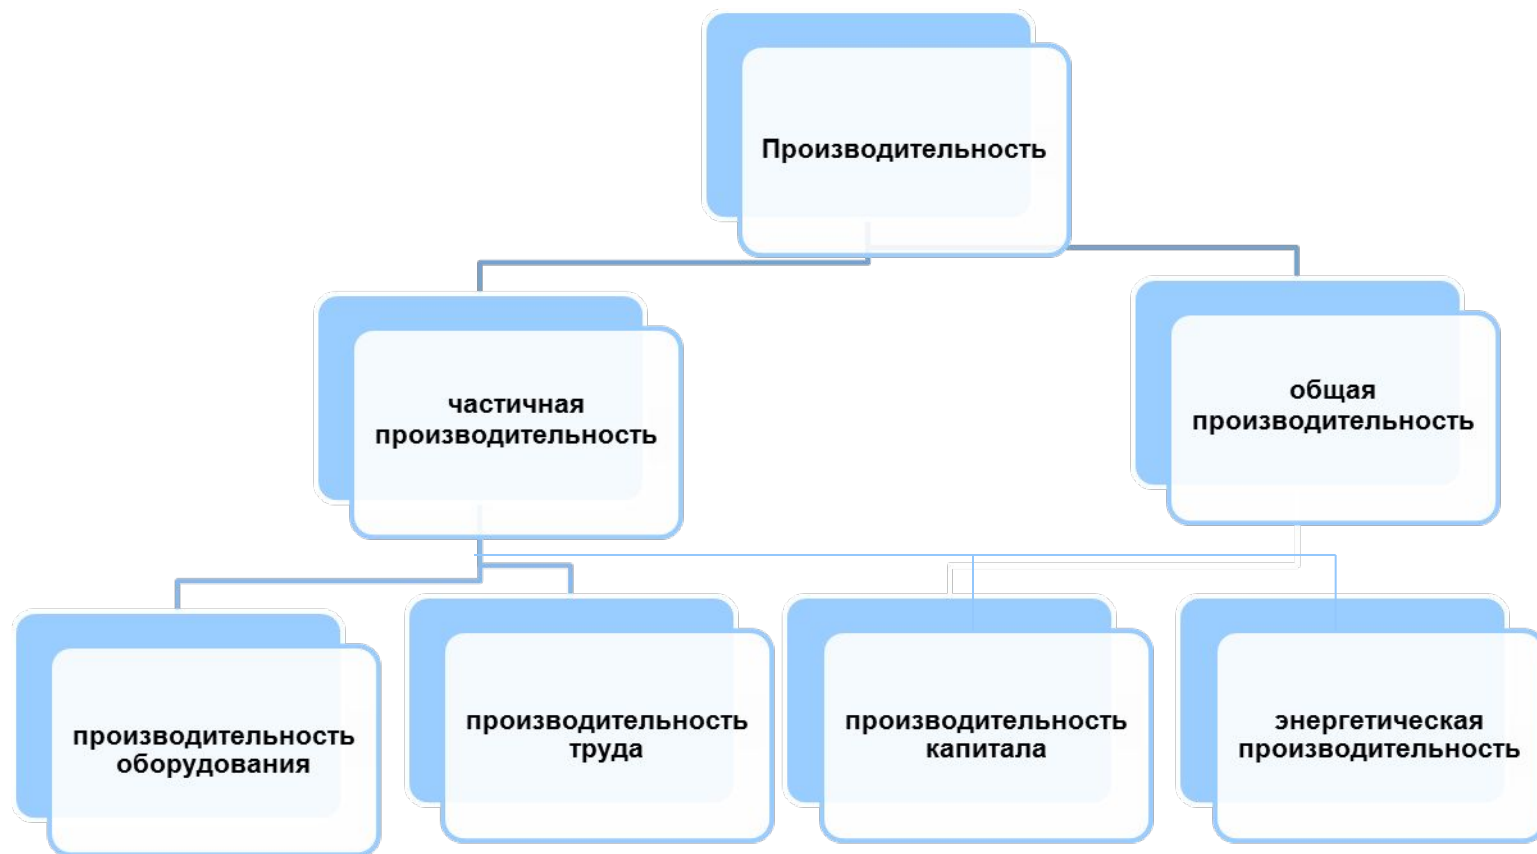 Производительность
частичная
производительность
общая
производительность
производительность
оборудования
производительность
труда
производительность
капитала
энергетическая
производительность